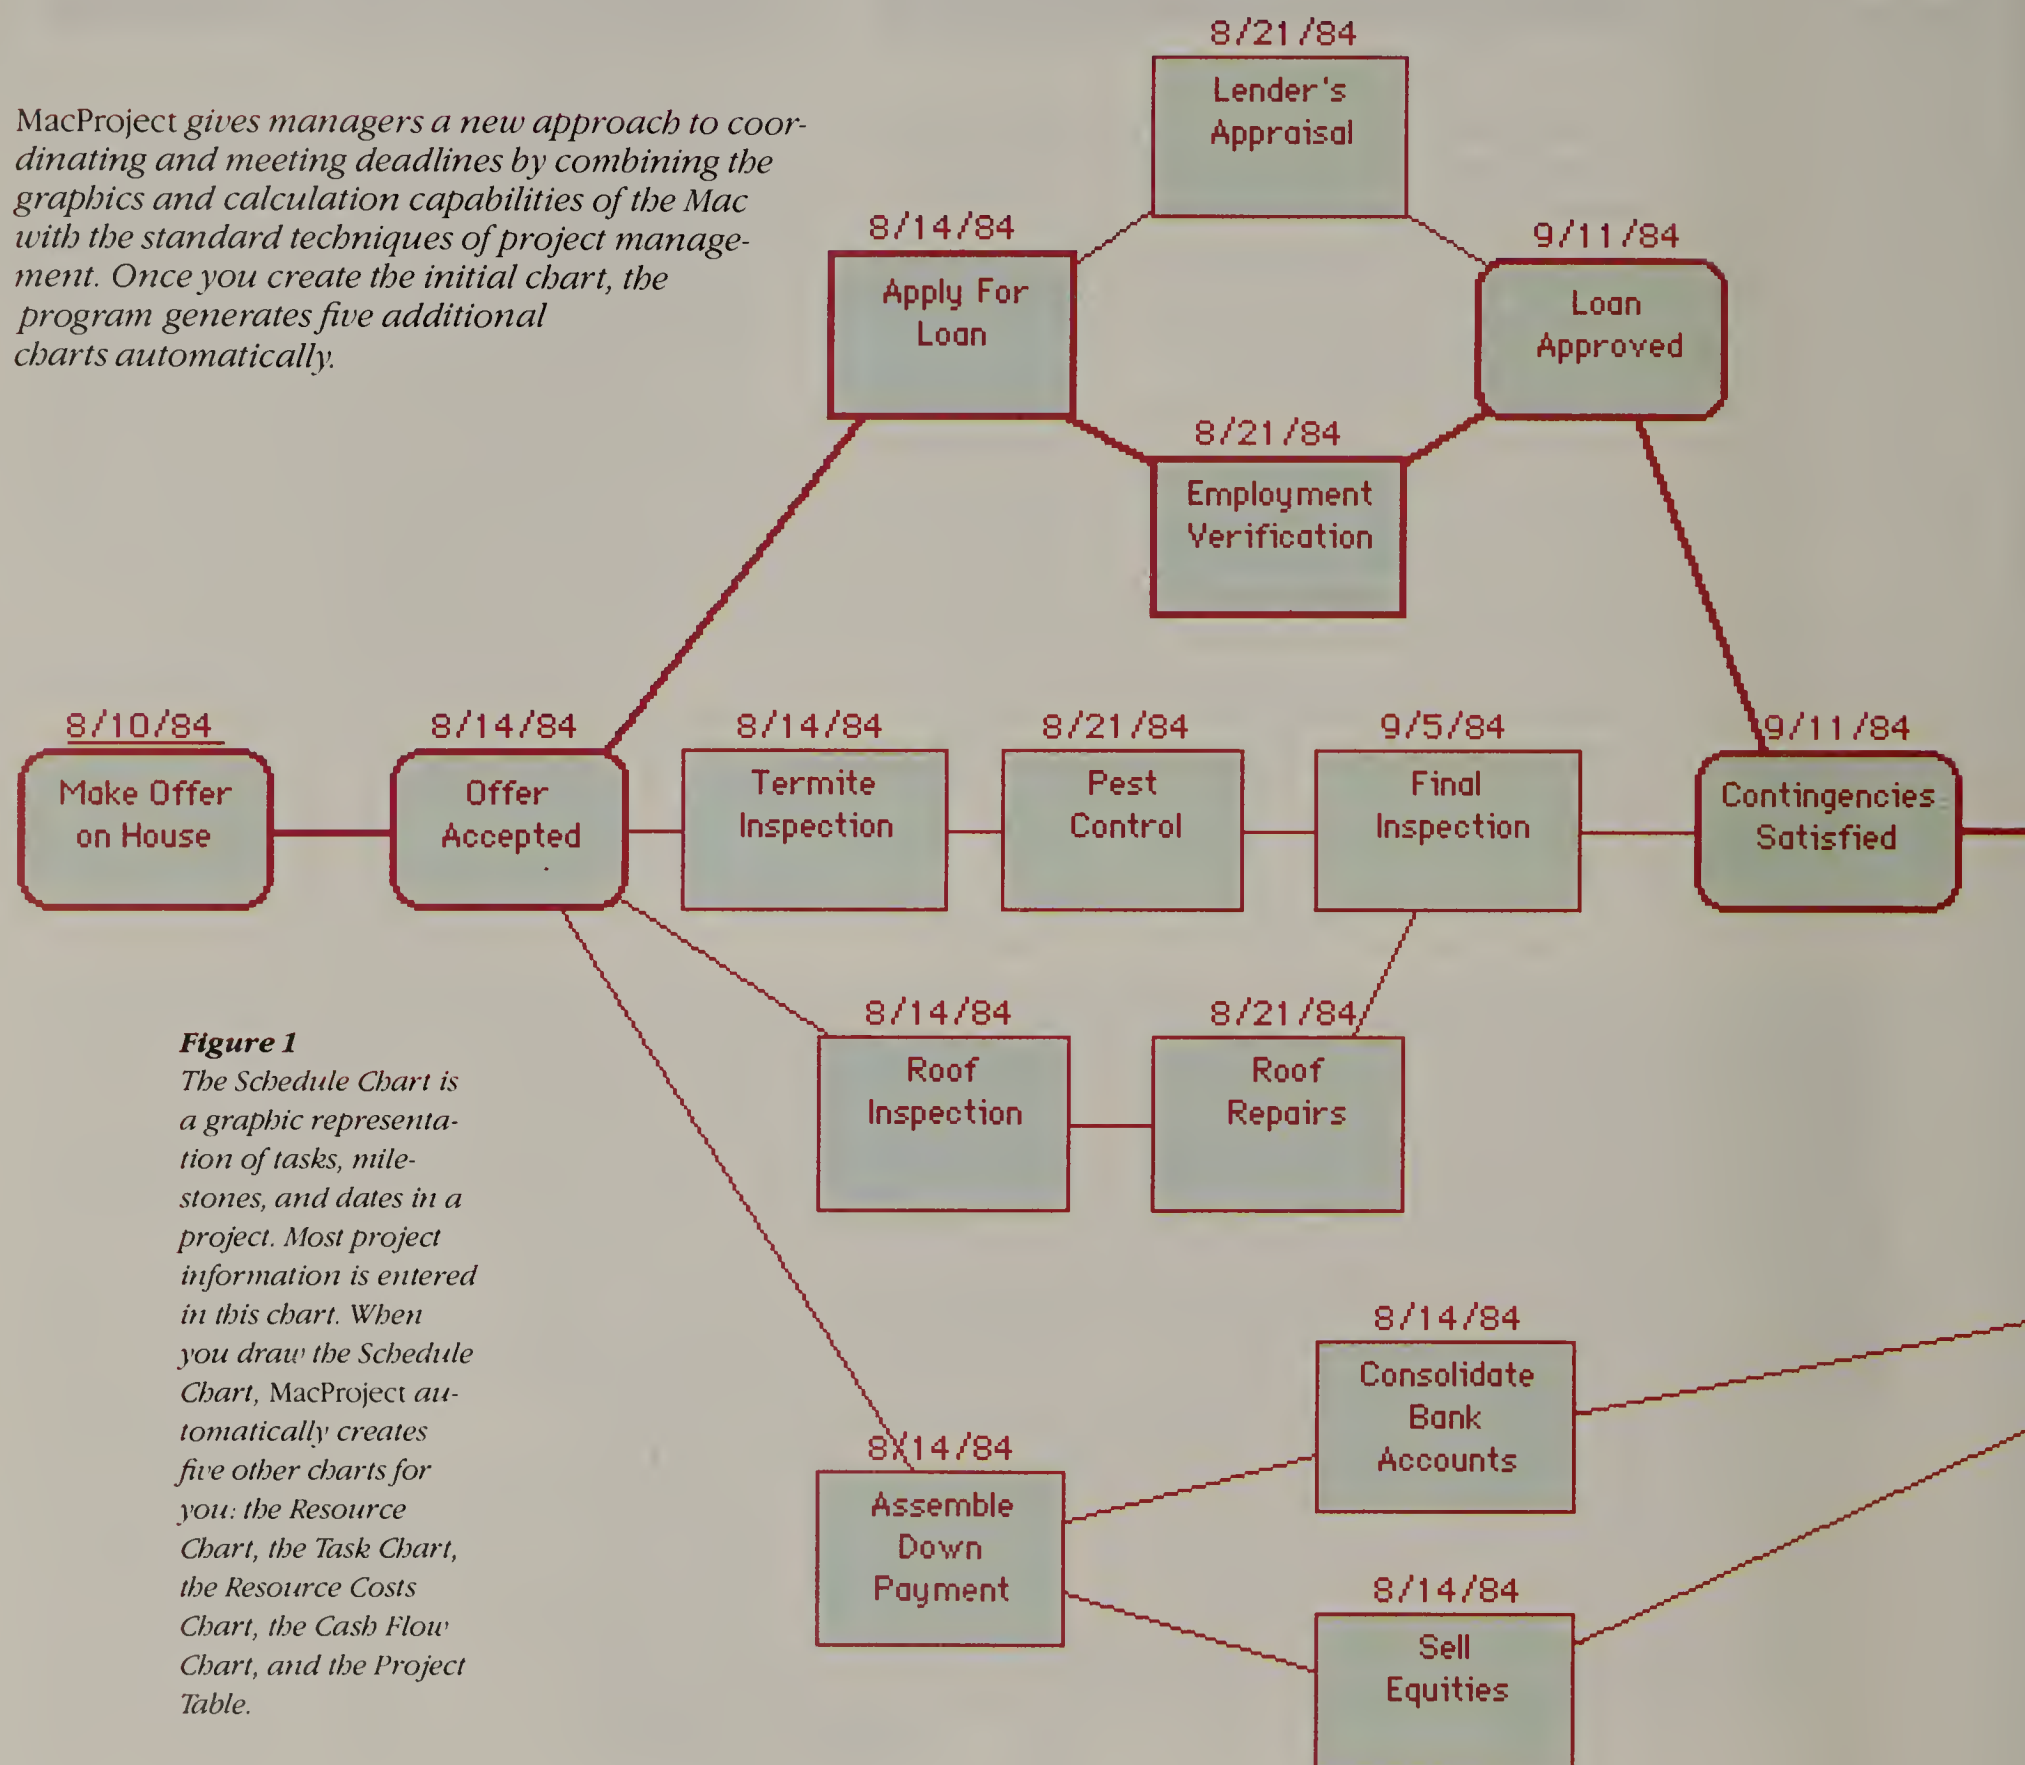 MacProject gives managers a new approach to coor-
dinating and meeting deadlines by combining the
graphics and calculation capabilities of the Mac
with the standard techniques of project manage-
ment. Once you create the initial chart, the
program generates five additional
charts automatically.
8/21/84
Lender's
Appraisal
8/14/84
Apply For
Loan
9/11/84
Loan
Approved
8/21/84
Employment
Verification
8/10/84
Make Offer
on House
8/14/84
Offer
Accepted
8/14/84
Termite
Inspection
8/21/84
Pest
Control
9/5/84
Final
Inspection
9/11/84
Contingencies
Satisfied
8/14/84
Roof
Inspection
8/21/84
Roof
Repairs
Figure 1
The Schedule Chart is
a graphic representa-
tion of tasks, mile-
stones, and dates in a
project. Most project
information is entered
in this chart. When
you draw the Schedule
Chart, MacProject au-
tomatically creates
five other charts for
you: the Resource
Chart, the Task Chart,
the Resource Costs
Chart, the Cash Flow
Chart, and the Project
Table.
8/14/84
Assemble
Down
Payment
8/14/84
Consolidate
Bank
Accounts
8/14/84
Sell
Equities